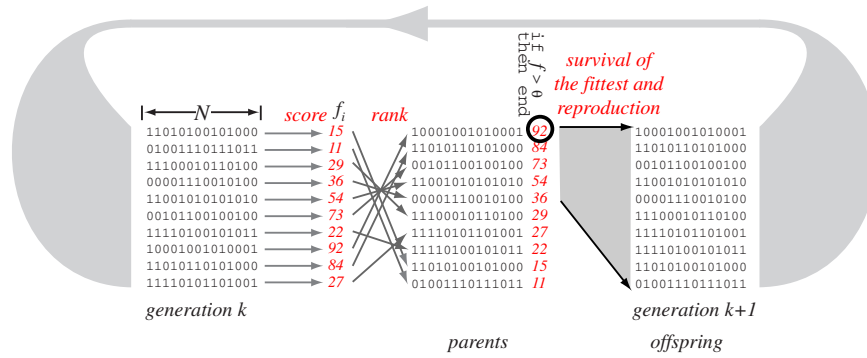 if f > θ
then end
survival of
the fittest and
reproduction
N
score f_i
rank
11010100101000 15 10001001010001 92 10001001010001
01001110111011 11 11010110101000 84 11010110101000
11100010110100 29 00101100100100 73 00101100100100
00001110010100 36 11001010101010 54 11001010101010
11001010101010 54 00001110010100 36 00001110010100
00101100100100 73 11100010110100 29 11100010110100
11110100101011 22 11110101101001 27 11110101101001
10001001010001 92 11110100101011 22 11110100101011
11010110101000 84 11010100101000 15 11010100101000
11110101101001 27 01001110111011 11 01001110111011
generation k
generation k+1
parents
offspring